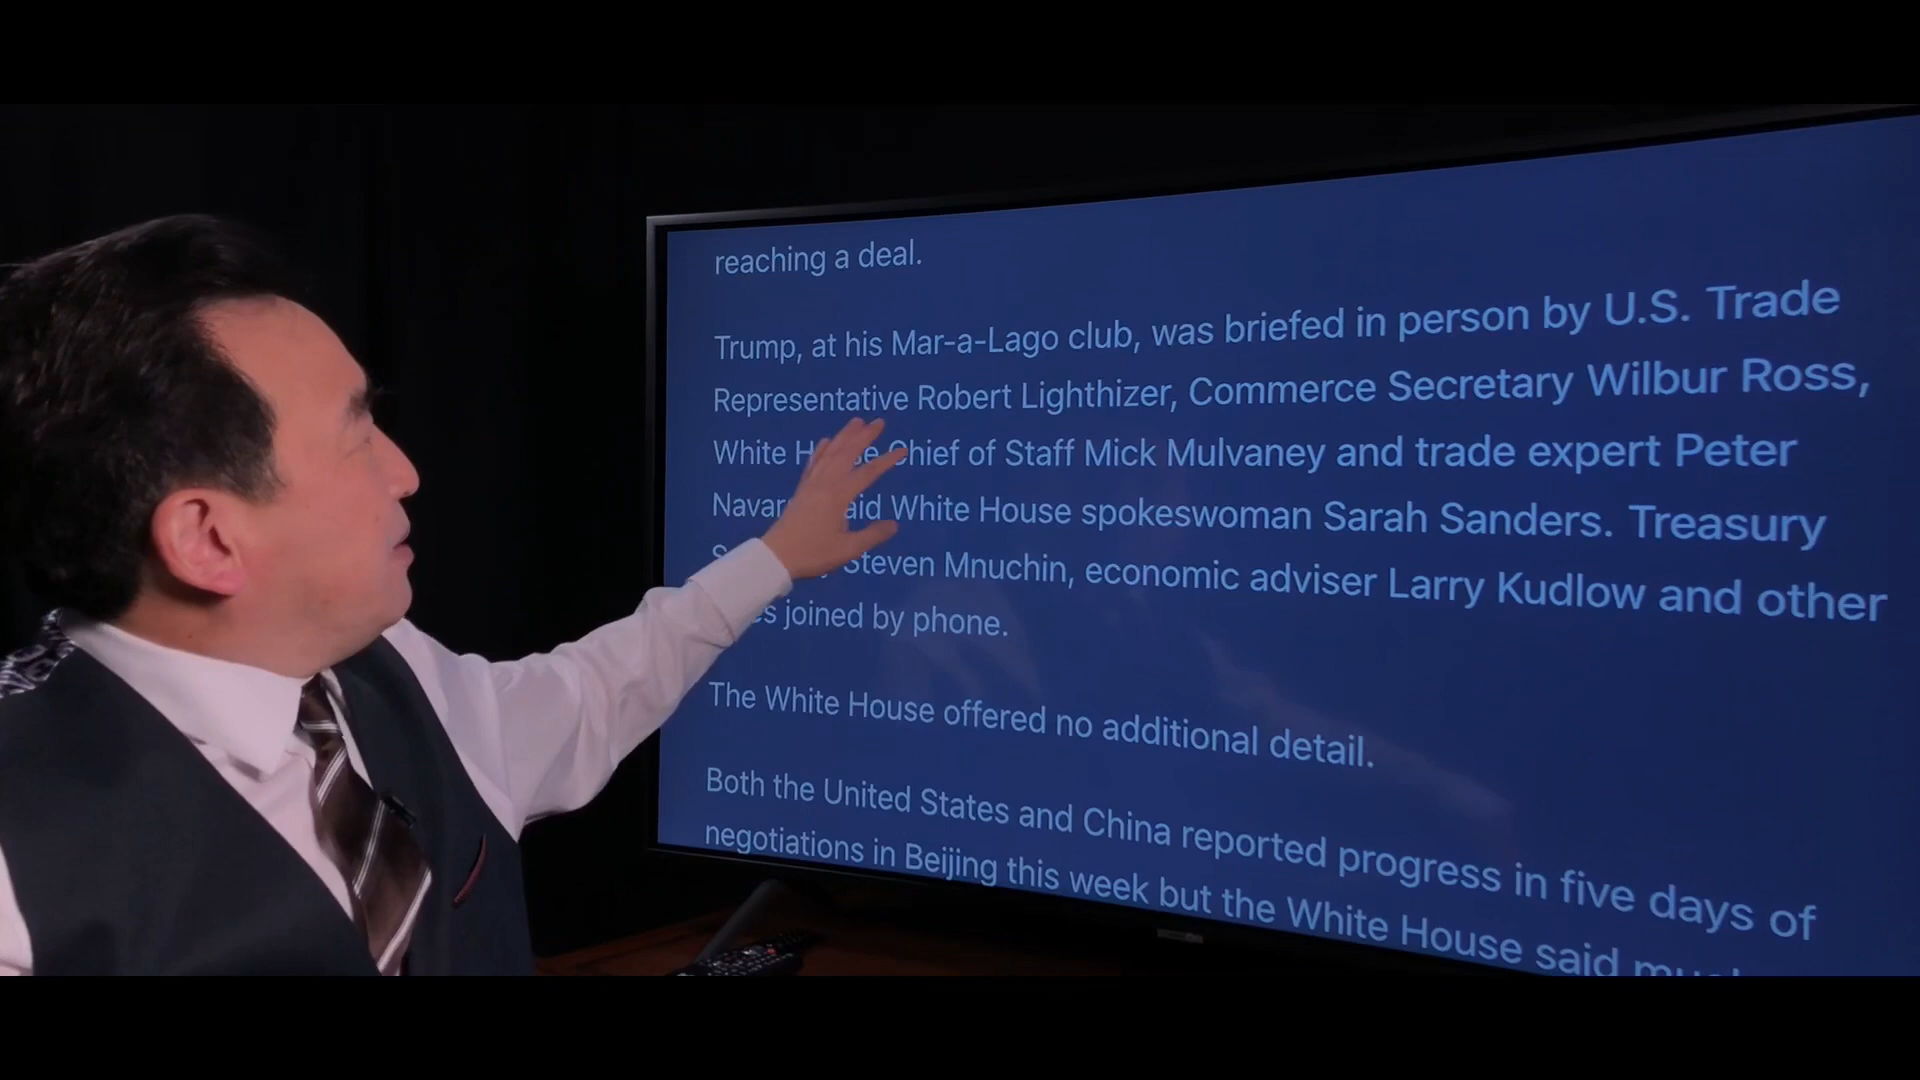 reaching a deal.
Trump, at his Mar-a-Lago club, was briefed in person by U.S. Trade
Representative Robert Lighthizer, Commerce Secretary Wilbur Ross,
White Chief of Staff Mick Mulvaney and trade expert Peter
White House spokeswoman Sarah Sanders. Treasury
Steven Mnuchin, economic adviser Larry Kudlow and other
joined by phone.
The White House offered no additional detail.
Both the United States and China reported progress in five days of
negotiations in Beijing this week but the White House said